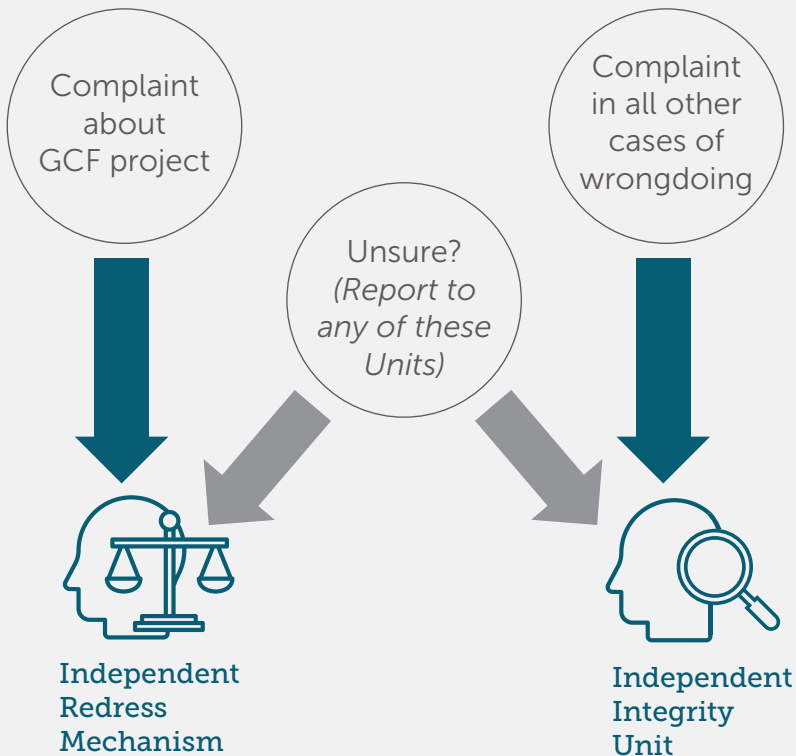 Complaint
about
GCF project
Complaint
in all other
cases of
wrongdoing
Unsure?
(Report to
any of these
Units)
Independent
Redress
Mechanism
Independent
Integrity
Unit